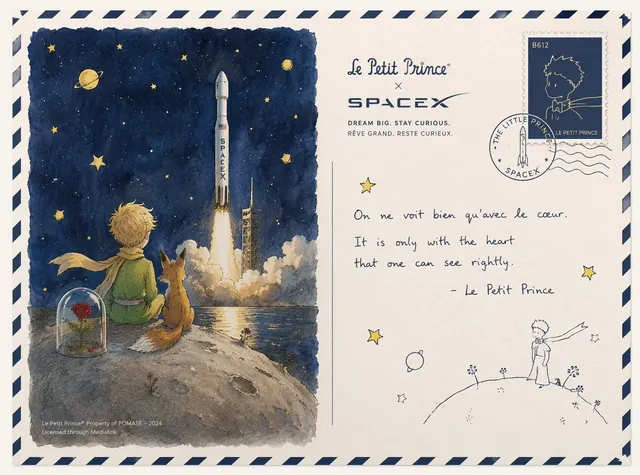 SPACEX
Le Petit Prince® Property of POMASE - 2024
Licensed through Medialink
Le Petit Prince®
×
SPACEX
DREAM BIG. STAY CURIOUS.
RÊVE GRAND. RESTE CURIEUX.
B612
LE PETIT PRINCE
THE LITTLE PRINCE
SPACEX
On ne voit bien qu'avec le cœur.
It is only with the heart
that one can see rightly.
- Le Petit Prince